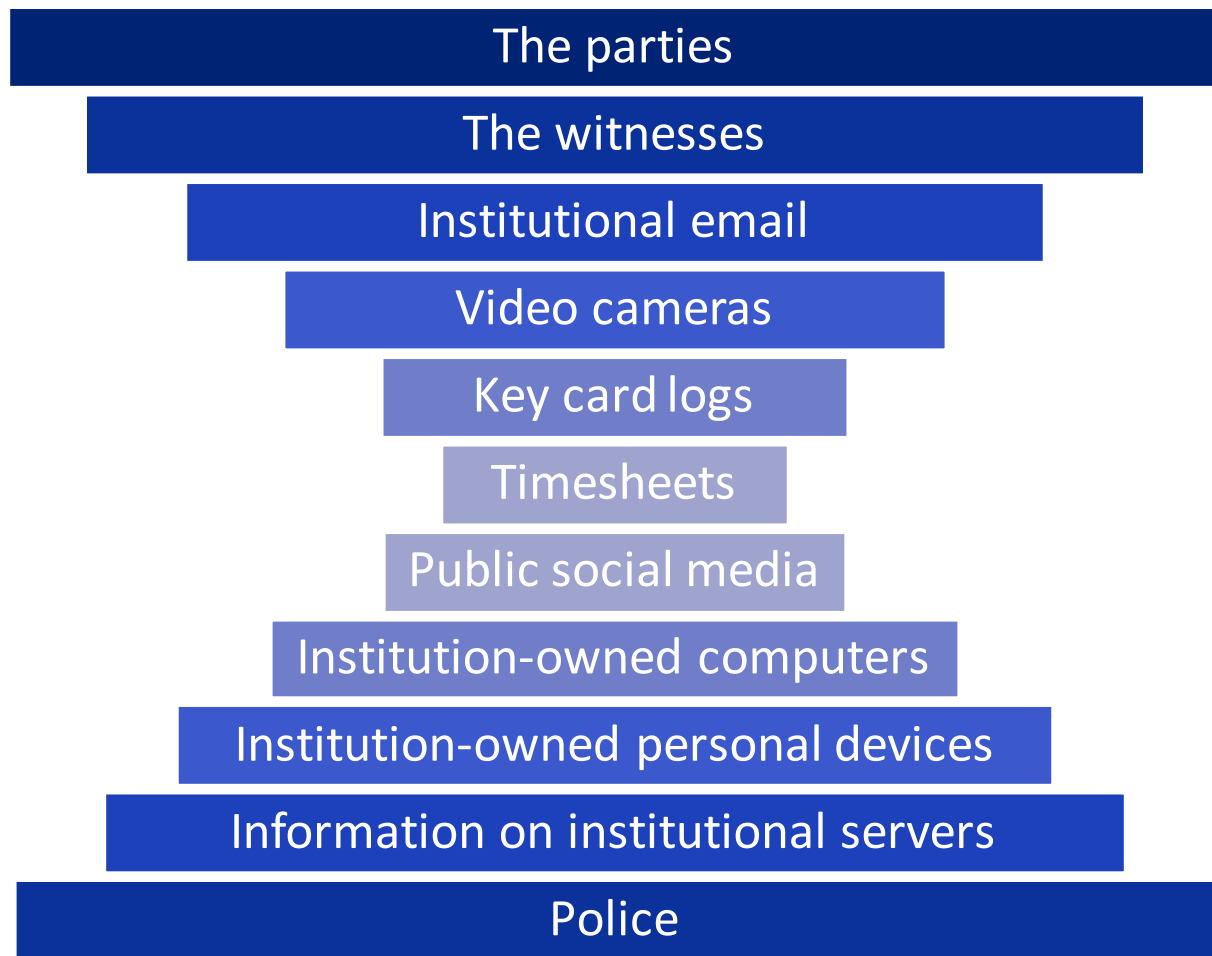 The parties
The witnesses
Institutional email
Video cameras
Key card logs
Timesheets
Public social media
Institution-owned computers
Institution-owned personal devices
Information on institutional servers
Police